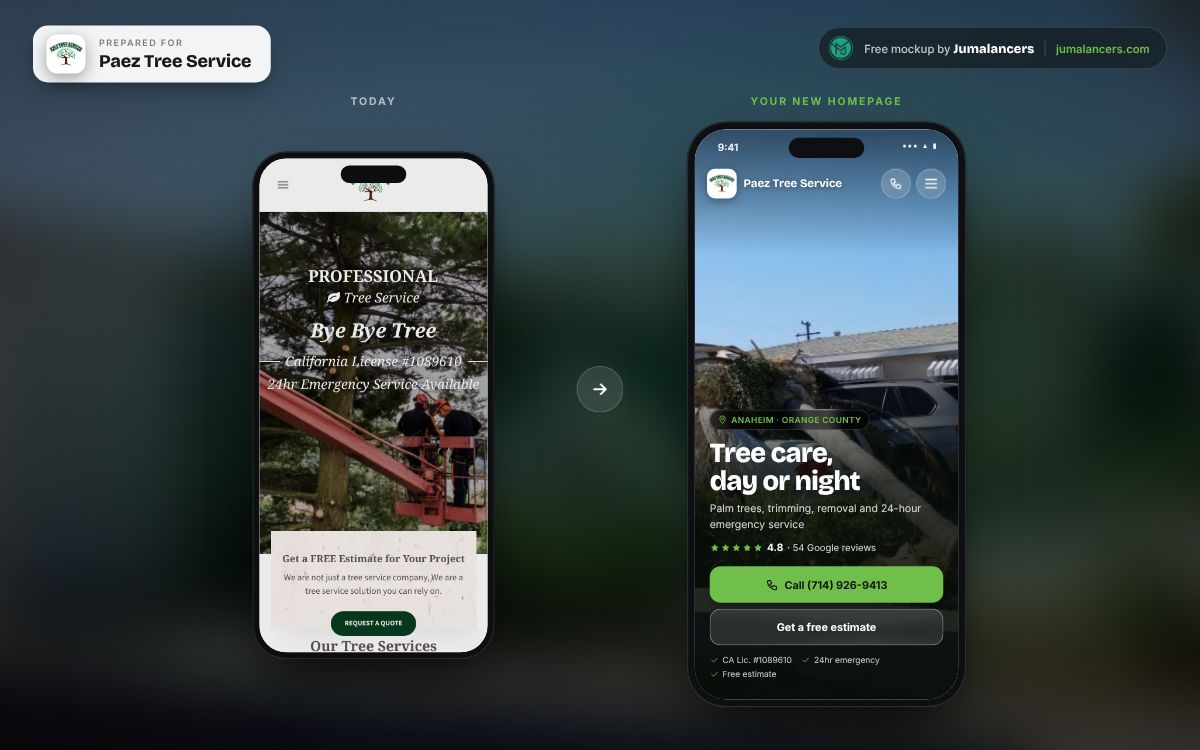 PREPARED FOR
Paez Tree Service
Free mockup by Jumalancers
jumalancers.com
TODAY
YOUR NEW HOMEPAGE
PROFESSIONAL
Tree Service
Bye Bye Tree
California License #1089610
24hr Emergency Service Available
Get a FREE Estimate for Your Project
We are not just a tree service company, We are a
tree service solution you can rely on.
REQUEST A QUOTE
Our Tree Services
9:41
Paez Tree Service
ANAHEIM · ORANGE COUNTY
Tree care,
day or night
Palm trees, trimming, removal and 24-hour
emergency service
4.8 · 54 Google reviews
Call (714) 926-9413
Get a free estimate
CA Lic. #1089610 24hr emergency
Free estimate